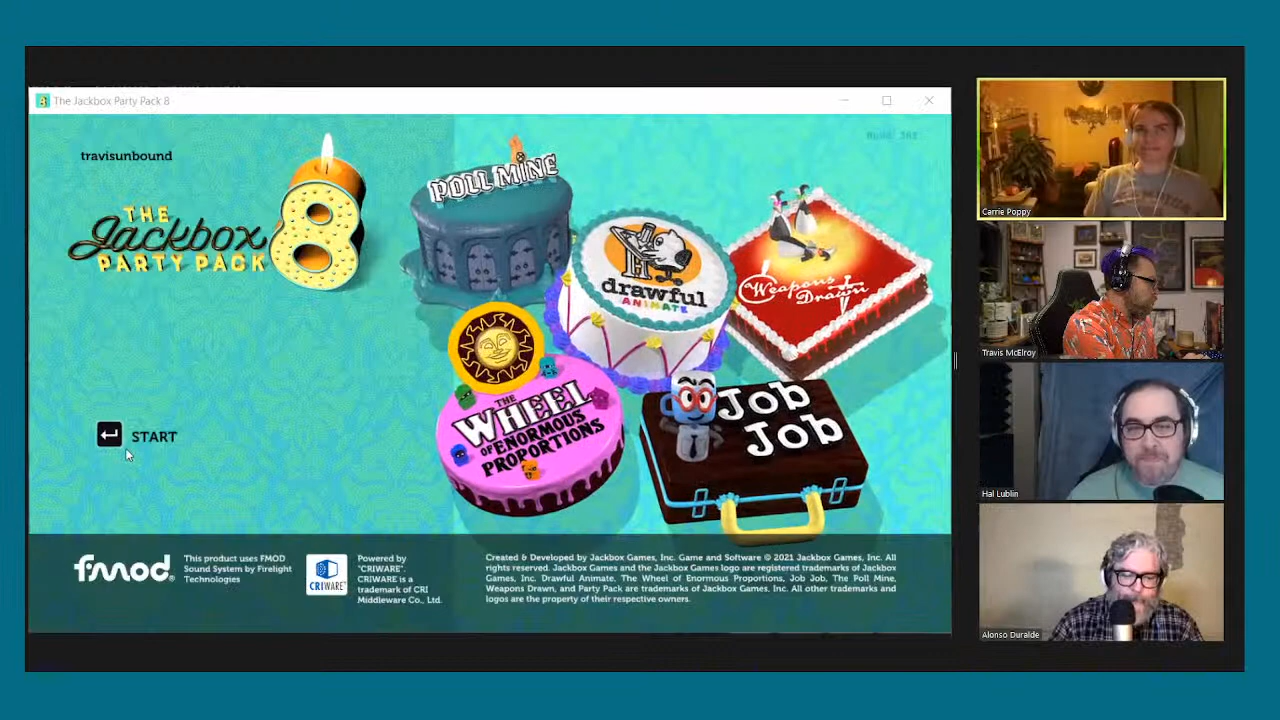 The Jackbox Party Pack 8
travisunbound
Build: 382
THE
Jackbox
PARTY PACK
8
POLL MINE
drawful
ANIMATE
Weapons
Drawn
THE
WHEEL
OF ENORMOUS
PROPORTIONS
Job
Job
START
fmod.®
This product uses FMOD
Sound System by Firelight
Technologies
CRIWARE™
Powered by
"CRIWARE".
CRIWARE is a
trademark of CRI
Middleware Co., Ltd.
Created & Developed by Jackbox Games, Inc. Game and Software © 2021 Jackbox Games, Inc. All
rights reserved. Jackbox Games and the Jackbox Games logo are registered trademarks of Jackbox
Games, Inc. Drawful Animate, The Wheel of Enormous Proportions, Job Job, The Poll Mine,
Weapons Drawn, and Party Pack are trademarks of Jackbox Games, Inc. All other trademarks and
logos are the property of their respective owners.
Carrie Poppy
Travis McElroy
Hal Lublin
Alonso Duralde